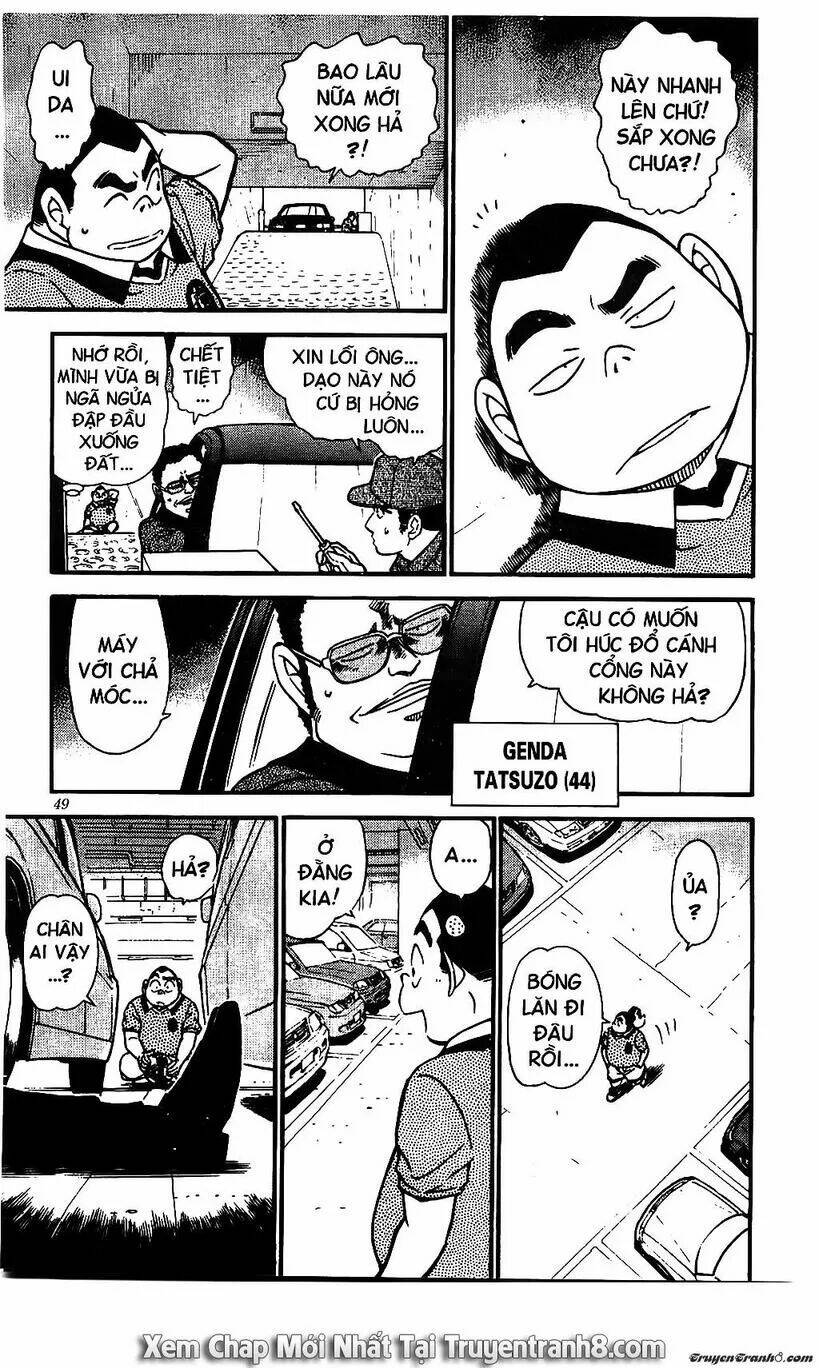 NÀY NHANH
LÊN CHỨ!
SẮP XONG
CHƯA?!
BAO LÂU
NỮA MỚI
XONG HẢ
?!
UI
DA
...
XIN LỖI ÔNG...
DẠO NÀY NÓ
CỨ BỊ HỎNG
LUÔN...
CHẾT
TIỆT
...
NHỚ RỒI,
MÌNH VỪA BỊ
NGÃ NGỬA
ĐẬP ĐẦU
XUỐNG
ĐẤT...
CẬU CÓ MUỐN
TÔI HÚC ĐỔ CÁNH
CỔNG NÀY
KHÔNG HẢ?
GENDA
TATSUZO (44)
MÁY
VỚI CHẢ
MÓC...
49
ỦA
?
BÓNG
LĂN ĐI
ĐÂU
RỒI...
A...
Ở
ĐẰNG
KIA!
HẢ?
CHÂN
AI VẬY
...?
Xem Chap Mới Nhất Tại Truyentranh8.com
TruyenTranh8.com